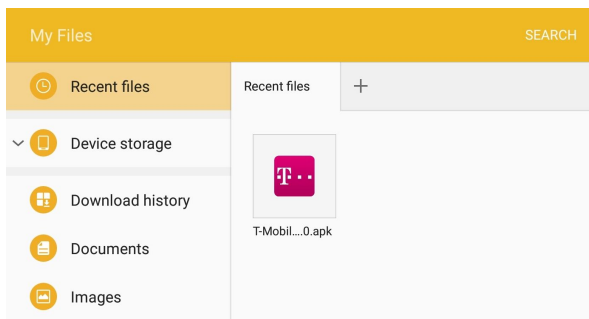 My Files
SEARCH
Recent files
Recent files
+
Device storage
Download history
Documents
Images
T··
T-Mobil....0.apk